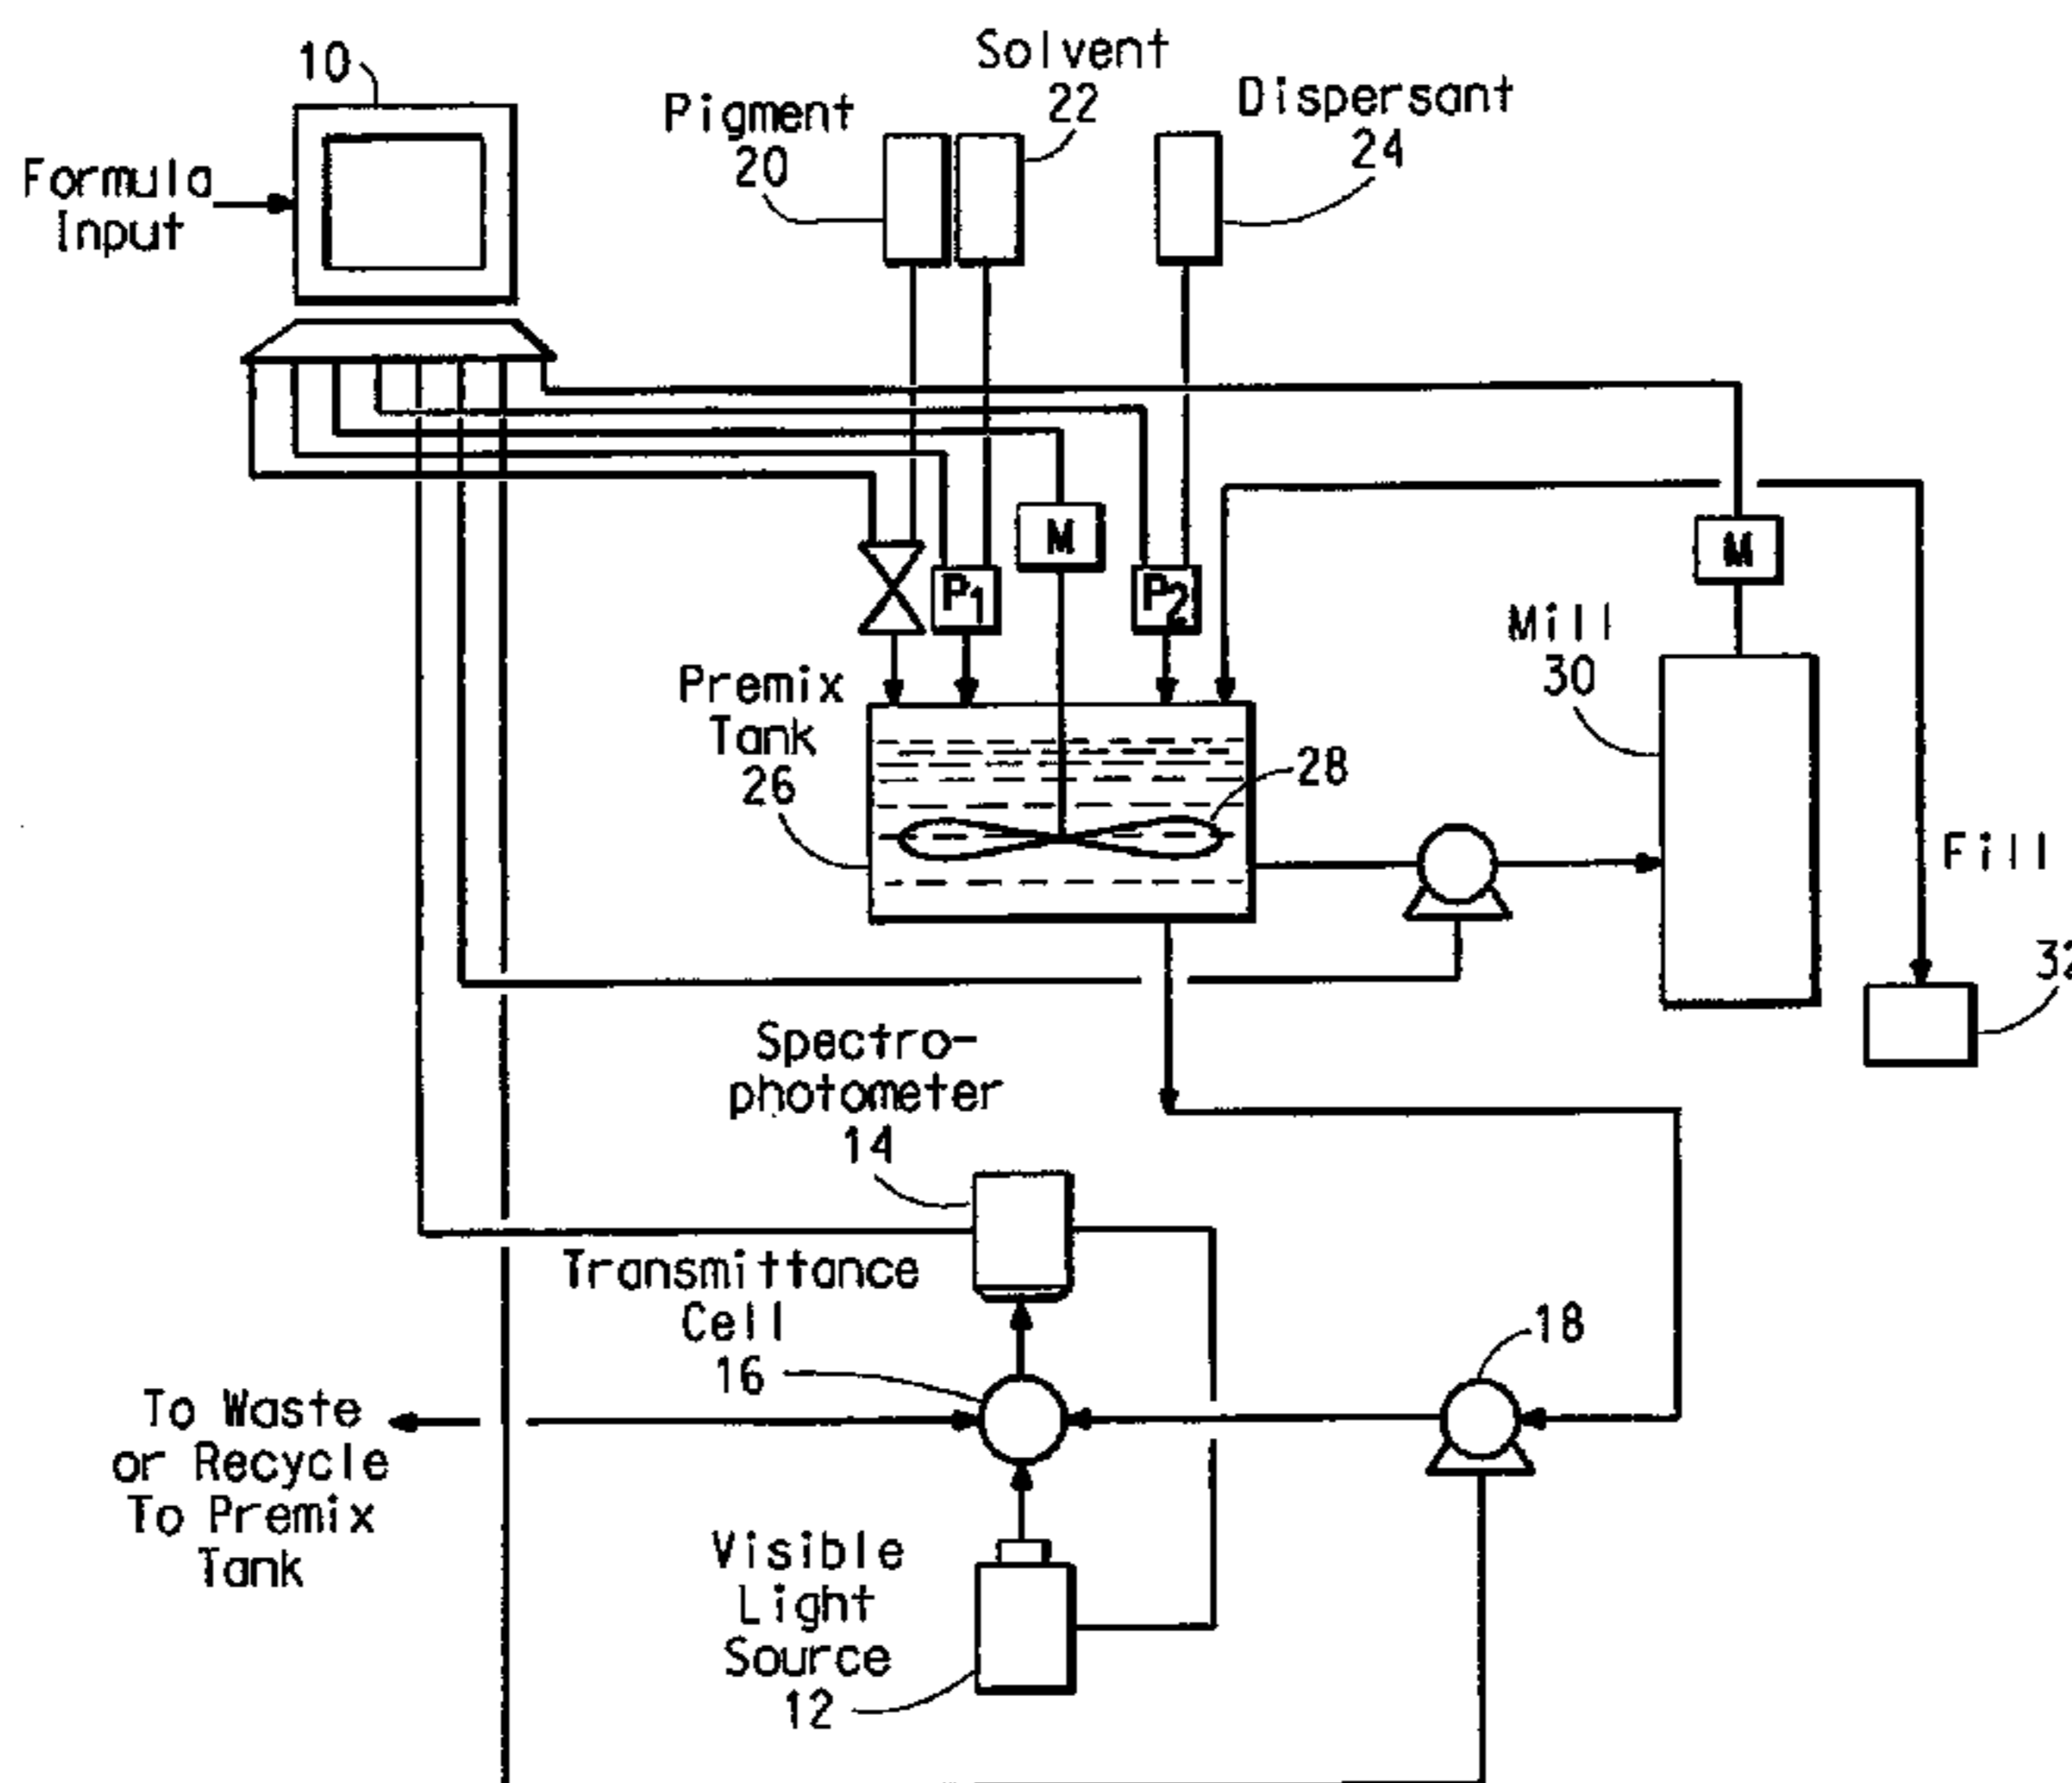 10
Formula
Input
Pigment
20
Solvent
22
Dispersant
24
M
P1
P2
M
Mill
30
Premix
Tank
26
28
Fill
32
Spectro-
photometer
14
Transmittance
Cell
16
18
To Waste
or Recycle
To Premix
Tank
Visible
Light
Source
12